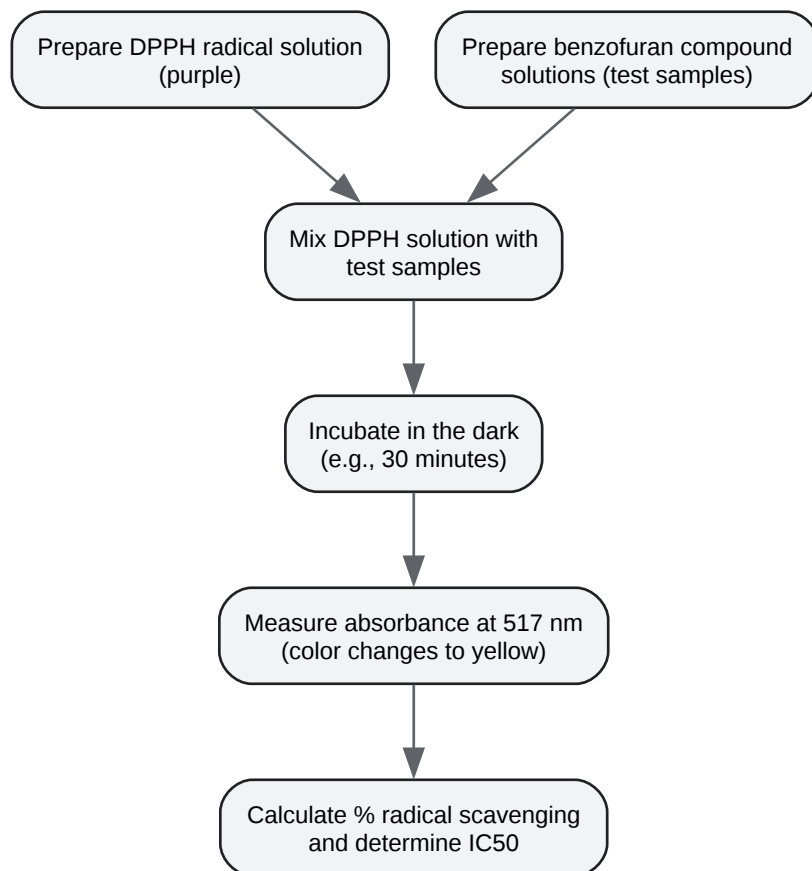 Prepare DPPH radical solution
(purple)
Prepare benzofuran compound
solutions (test samples)
Mix DPPH solution with
test samples
Incubate in the dark
(e.g., 30 minutes)
Measure absorbance at 517 nm
(color changes to yellow)
Calculate % radical scavenging
and determine IC50